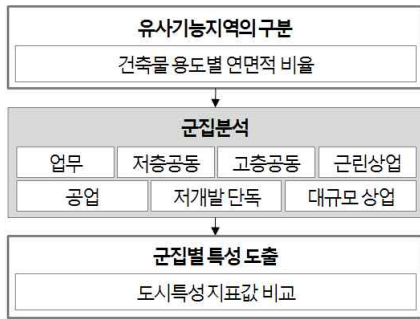 유사기능지역의 구분
건축물 용도별 연면적 비율
군집분석
업무 저층공동 고층공동 근린상업
공업 저개발 단독 대규모 상업
군집별 특성 도출
도시특성 지표값 비교